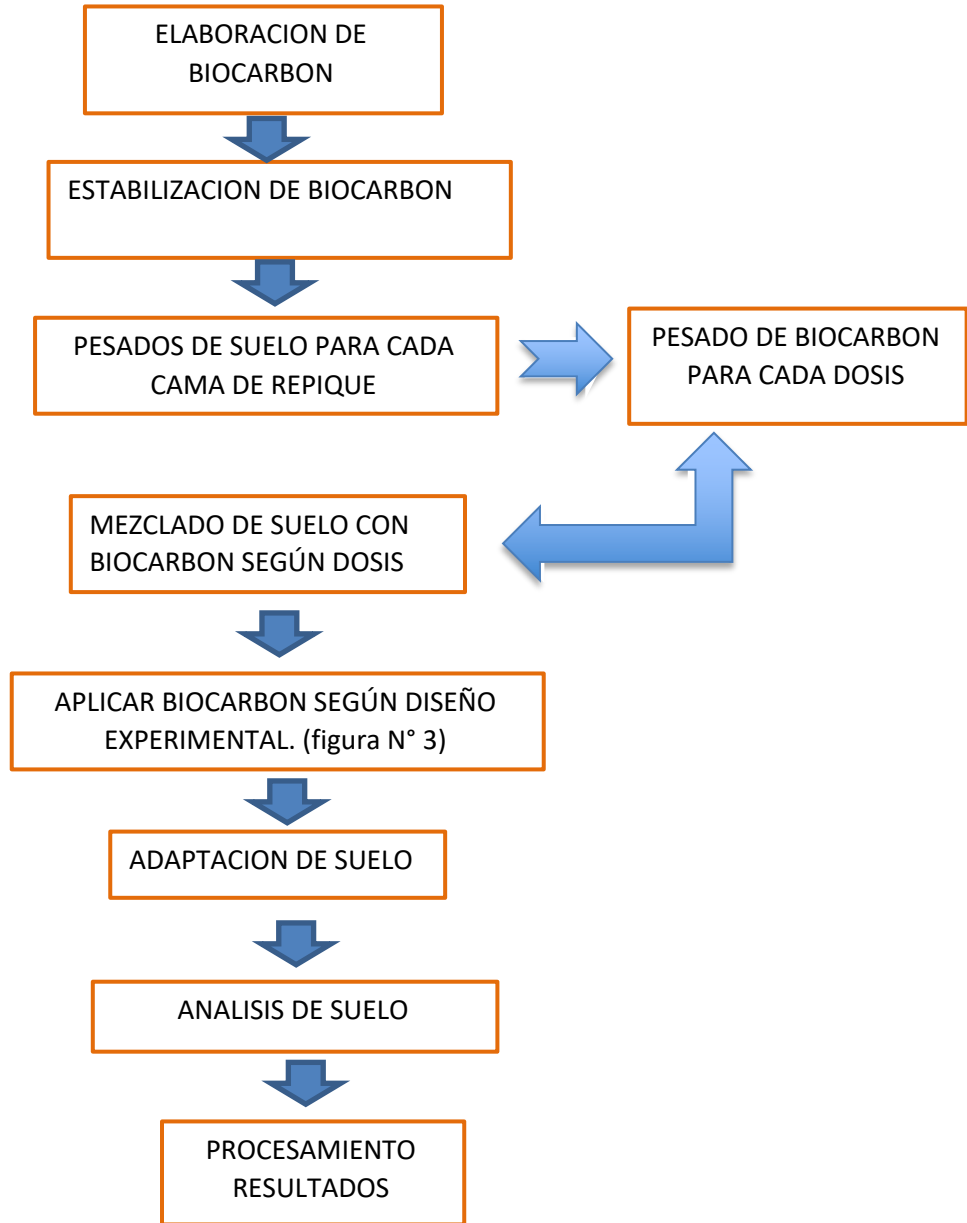 ELABORACION DE
BIOCARBON
ESTABILIZACION DE BIOCARBON
PESADOS DE SUELO PARA CADA
CAMA DE REPIQUE
PESADO DE BIOCARBON
PARA CADA DOSIS
MEZCLADO DE SUELO CON
BIOCARBON SEGÚN DOSIS
APLICAR BIOCARBON SEGÚN DISEÑO
EXPERIMENTAL. (figura N° 3)
ADAPTACION DE SUELO
ANALISIS DE SUELO
PROCESAMIENTO
RESULTADOS